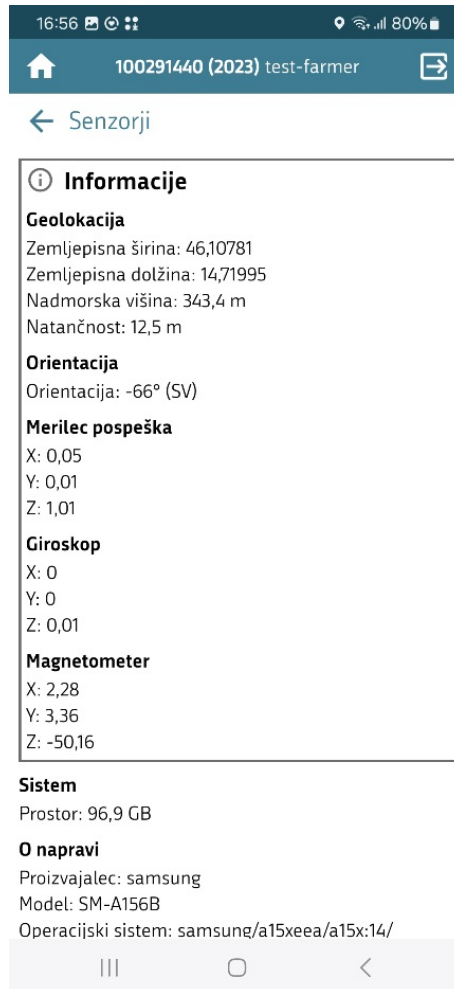 16:56 80%
100291440 (2023) test-farmer
Senzorji
Informacije
Geolokacija
Zemljepisna širina: 46,10781
Zemljepisna dolžina: 14,71995
Nadmorska višina: 343,4 m
Natančnost: 12,5 m
Orientacija
Orientacija: -66° (SV)
Merilec pospeška
X: 0,05
Y: 0,01
Z: 1,01
Giroskop
X: 0
Y: 0
Z: 0,01
Magnetometer
X: 2,28
Y: 3,36
Z: -50,16
Sistem
Prostor: 96,9 GB
O napravi
Proizvajalec: samsung
Model: SM-A156B
Operacijski sistem: samsung/a15xeea/a15x:14/